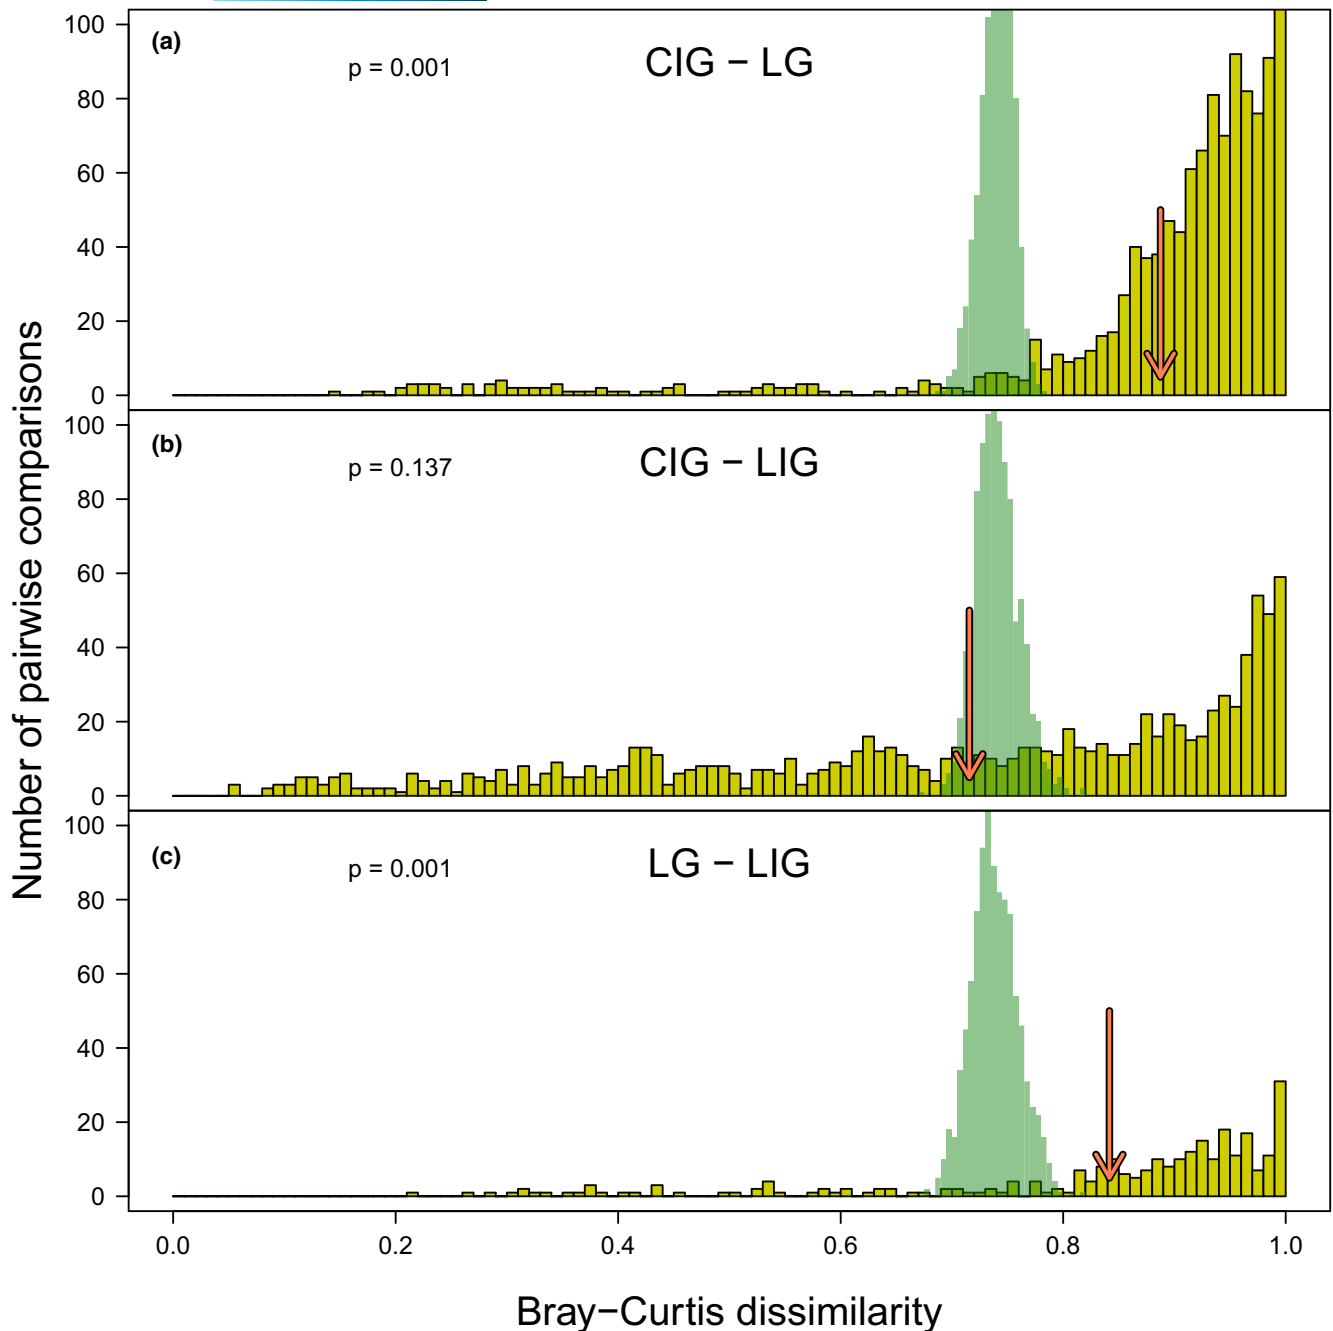 (a)
p = 0.001
CIG − LG
100
80
60
40
20
0
(b)
p = 0.137
CIG − LIG
100
80
60
40
20
0
(c)
p = 0.001
LG − LIG
100
80
60
40
20
0
Number of pairwise comparisons
0.0 0.2 0.4 0.6 0.8 1.0
Bray−Curtis dissimilarity